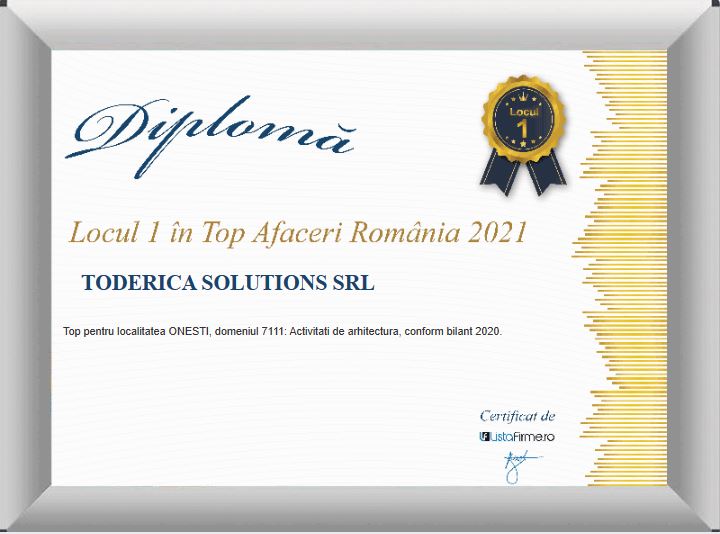 Diplomă
Locul
1
Locul 1 în Top Afaceri România 2021
TODERICA SOLUTIONS SRL
Top pentru localitatea ONESTI, domeniul 7111: Activitati de arhitectura, conform bilant 2020.
Certificat de
ListaFirme.ro